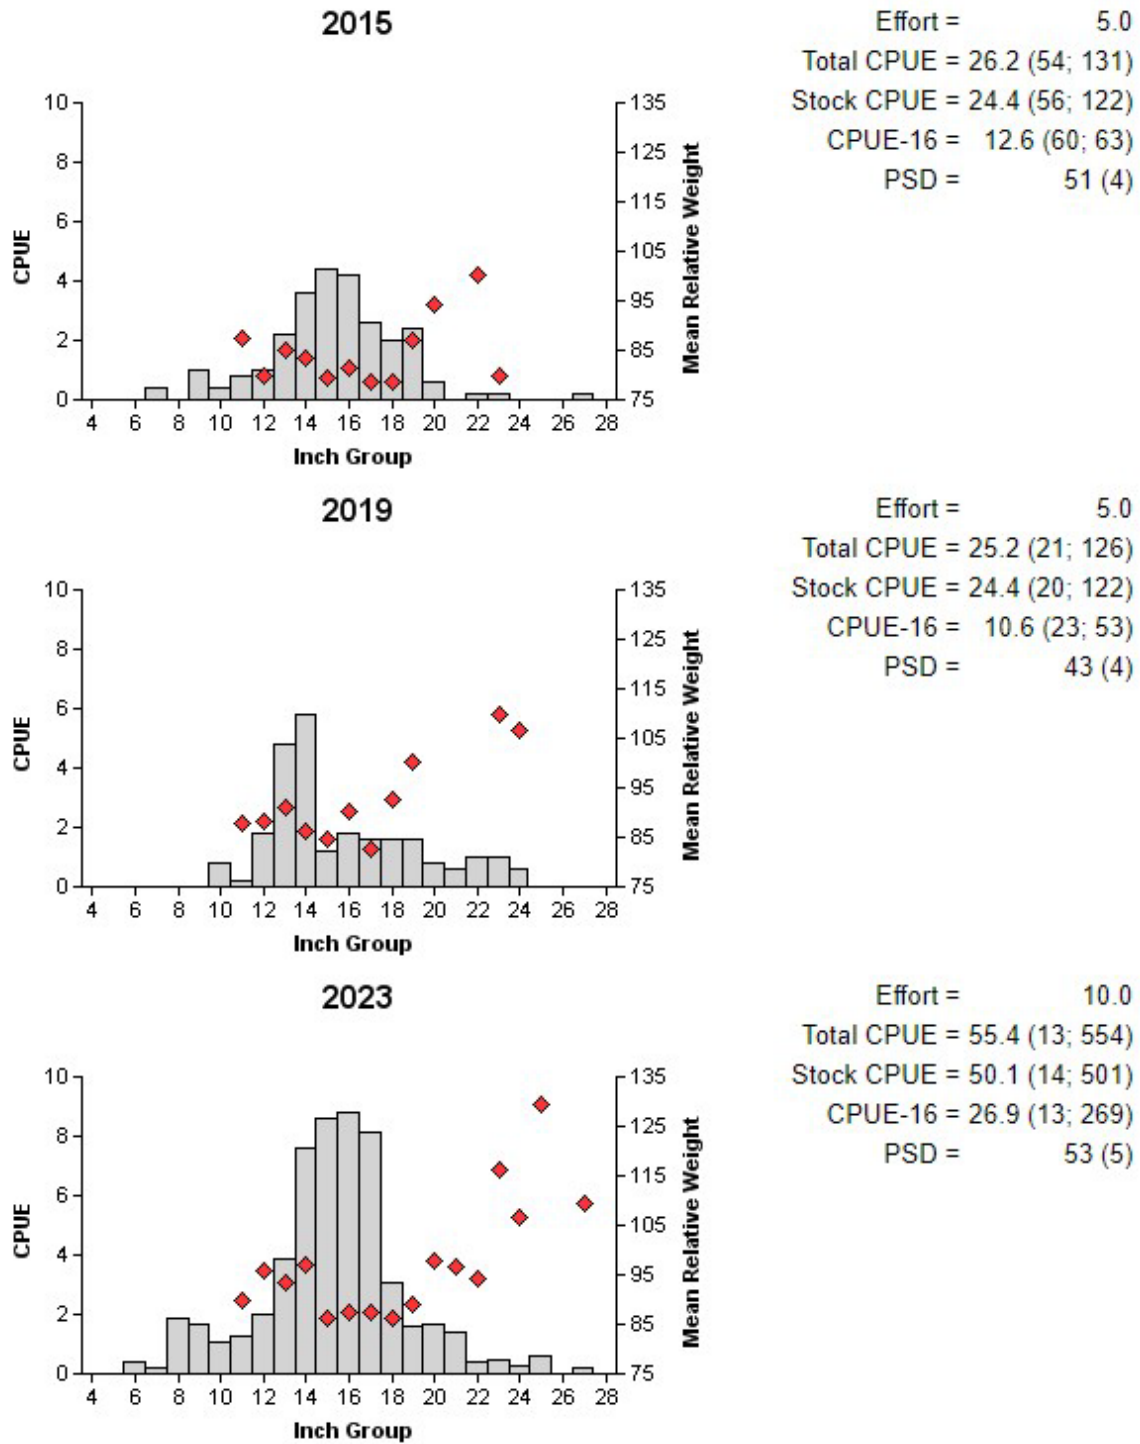 2015
Effort = 5.0
Total CPUE = 26.2 (54; 131)
Stock CPUE = 24.4 (56; 122)
CPUE-16 = 12.6 (60; 63)
PSD = 51 (4)
10
8
6
4
2
0
CPUE
135
125
115
105
95
85
75
Mean Relative Weight
4 6 8 10 12 14 16 18 20 22 24 26 28
Inch Group
2019
Effort = 5.0
Total CPUE = 25.2 (21; 126)
Stock CPUE = 24.4 (20; 122)
CPUE-16 = 10.6 (23; 53)
PSD = 43 (4)
10
8
6
4
2
0
CPUE
135
125
115
105
95
85
75
Mean Relative Weight
4 6 8 10 12 14 16 18 20 22 24 26 28
Inch Group
2023
Effort = 10.0
Total CPUE = 55.4 (13; 554)
Stock CPUE = 50.1 (14; 501)
CPUE-16 = 26.9 (13; 269)
PSD = 53 (5)
10
8
6
4
2
0
CPUE
135
125
115
105
95
85
75
Mean Relative Weight
4 6 8 10 12 14 16 18 20 22 24 26 28
Inch Group